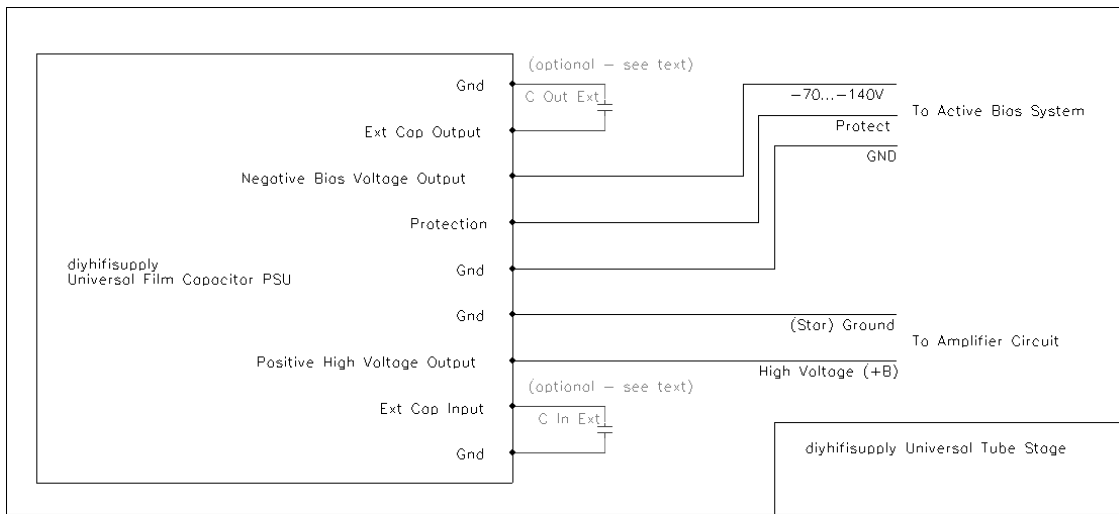 (optional - see text)
Gnd
C Out Ext
Ext Cap Output
-70...-140V
To Active Bias System
Protect
GND
Negative Bias Voltage Output
Protection
diyhifisupply
Universal Film Capacitor PSU
Gnd
Gnd
(Star) Ground
To Amplifier Circuit
Positive High Voltage Output
High Voltage (+B)
(optional - see text)
Ext Cap Input
C In Ext
Gnd
diyhifisupply Universal Tube Stage